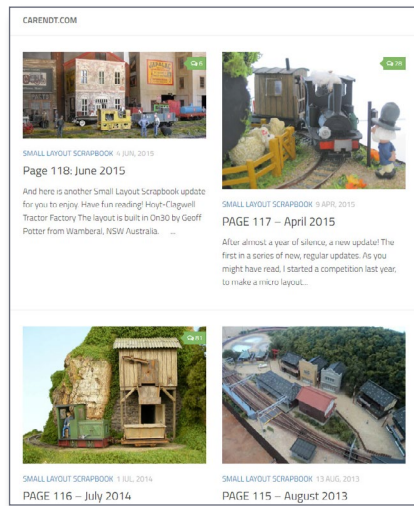 CARENDT.COM
6
SMALL LAYOUT SCRAPBOOK 4 JUN, 2015
Page 118: June 2015
And here is another Small Layout Scrapbook update
for you to enjoy. Have fun reading! Hoyt-Clagwell
Tractor Factory The layout is built in On30 by Geoff
Potter from Wamberal, NSW Australia. ...
SMALL LAYOUT SCRAPBOOK 9 APR, 2015
PAGE 117 – April 2015
After almost a year of silence, a new update! The
first in a series of new, regular updates. As you
might have read, I started a competition last year,
to make a micro layout...
SMALL LAYOUT SCRAPBOOK 1 JUL, 2014
PAGE 116 – July 2014
SMALL LAYOUT SCRAPBOOK 13 AUG, 2013
PAGE 115 – August 2013